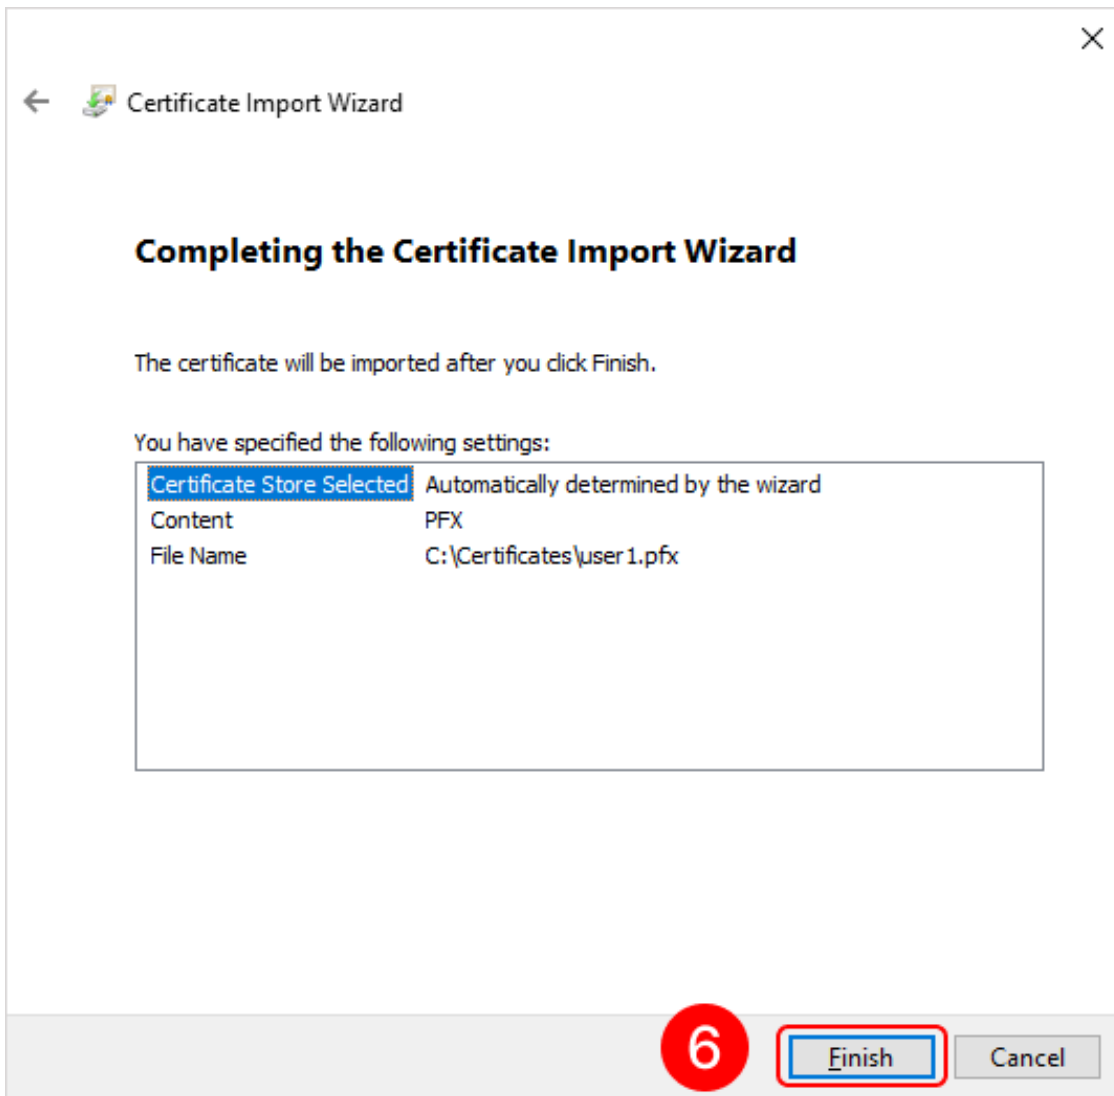 Certificate Import Wizard
Completing the Certificate Import Wizard
The certificate will be imported after you click Finish.
You have specified the following settings:
Certificate Store Selected Automatically determined by the wizard
Content PFX
File Name C:\Certificates\user1.pfx
6 Finish Cancel